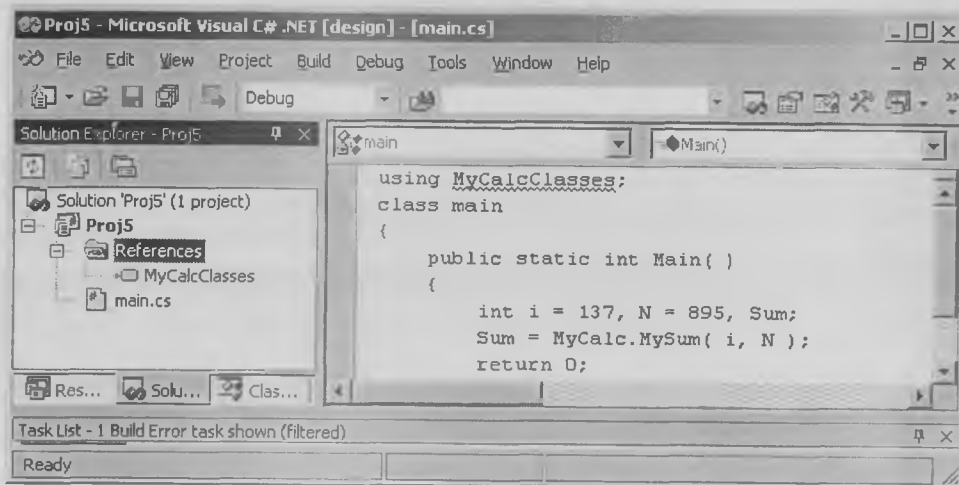 Proj5 - Microsoft Visual C# .NET [design] - [main.cs]
File Edit View Project Build Debug Tools Window Help
Debug
Solution Explorer - Proj5
Solution 'Proj5' (1 project)
Proj5
References
MyCalcClasses
main.cs
Res... Solu... Clas...
main
Main()
using MyCalcClasses;
class main
{
public static int Main( )
{
int i = 137, N = 895, Sum;
Sum = MyCalc.MySum( i, N );
return 0;
Task List - 1 Build Error task shown (filtered)
Ready